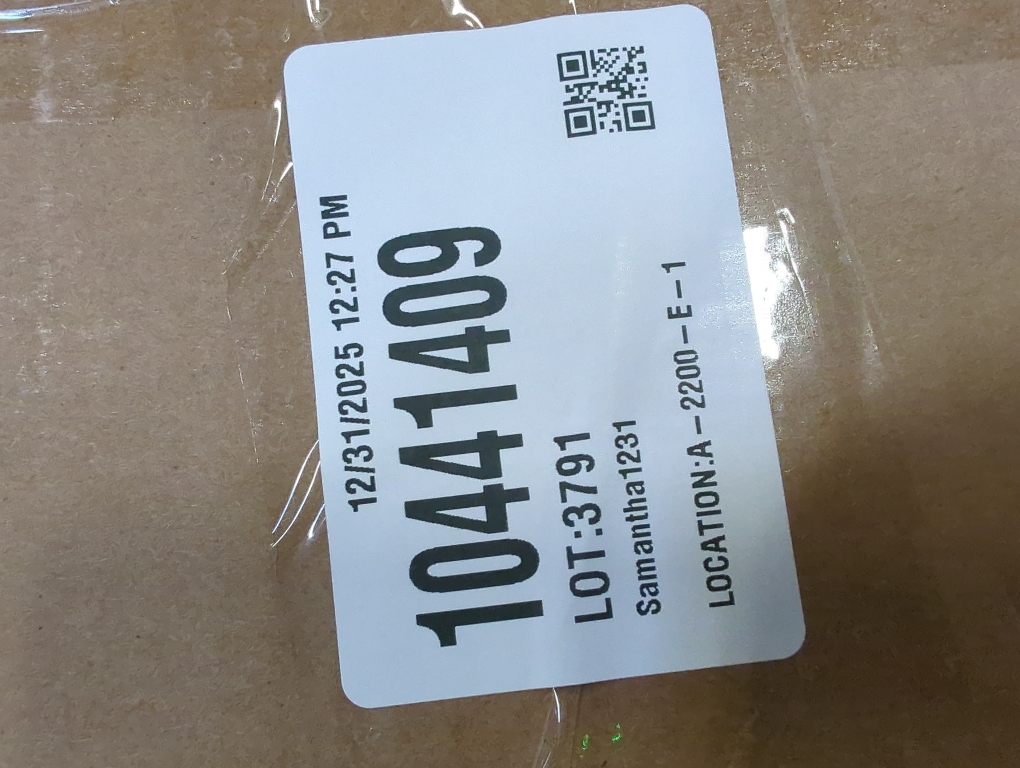 12/31/2025 12:27 PM
10441409
LOT:3791
Samantha1231
LOCATION:A-2200-E-1